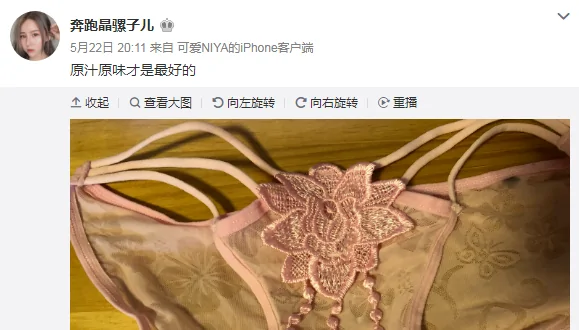 奔跑晶骡子儿
5月22日 20:11 来自 可爱NIYA的iPhone客户端
原汁原味才是最好的
收起 查看大图 向左旋转 向右旋转 重播